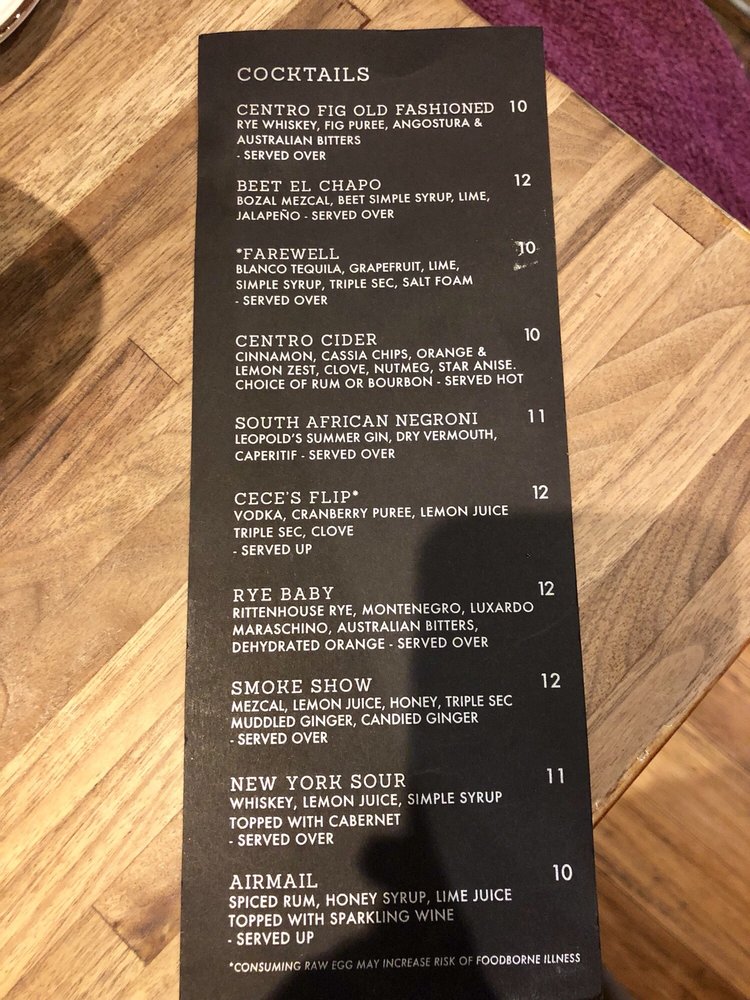 COCKTAILS
CENTRO FIG OLD FASHIONED 10
RYE WHISKEY, FIG PUREE, ANGOSTURA &
AUSTRALIAN BITTERS
- SERVED OVER
BEET EL CHAPO 12
BOZAL MEZCAL, BEET SIMPLE SYRUP, LIME,
JALAPEÑO - SERVED OVER
*FAREWELL 10
BLANCO TEQUILA, GRAPEFRUIT, LIME,
SIMPLE SYRUP, TRIPLE SEC, SALT FOAM
- SERVED OVER
CENTRO CIDER 10
CINNAMON, CASSIA CHIPS, ORANGE &
LEMON ZEST, CLOVE, NUTMEG, STAR ANISE.
CHOICE OF RUM OR BOURBON - SERVED HOT
SOUTH AFRICAN NEGRONI 11
LEOPOLD'S SUMMER GIN, DRY VERMOUTH,
CAPERITIF - SERVED OVER
CECE'S FLIP* 12
VODKA, CRANBERRY PUREE, LEMON JUICE
TRIPLE SEC, CLOVE
- SERVED UP
RYE BABY 12
RITTENHOUSE RYE, MONTENEGRO, LUXARDO
MARASCHINO, AUSTRALIAN BITTERS,
DEHYDRATED ORANGE - SERVED OVER
SMOKE SHOW 12
MEZCAL, LEMON JUICE, HONEY, TRIPLE SEC
MUDDLED GINGER, CANDIED GINGER
- SERVED OVER
NEW YORK SOUR 11
WHISKEY, LEMON JUICE, SIMPLE SYRUP
TOPPED WITH CABERNET
- SERVED OVER
AIRMAIL 10
SPICED RUM, HONEY SYRUP, LIME JUICE
TOPPED WITH SPARKLING WINE
- SERVED UP
*CONSUMING RAW EGG MAY INCREASE RISK OF FOODBORNE ILLNESS